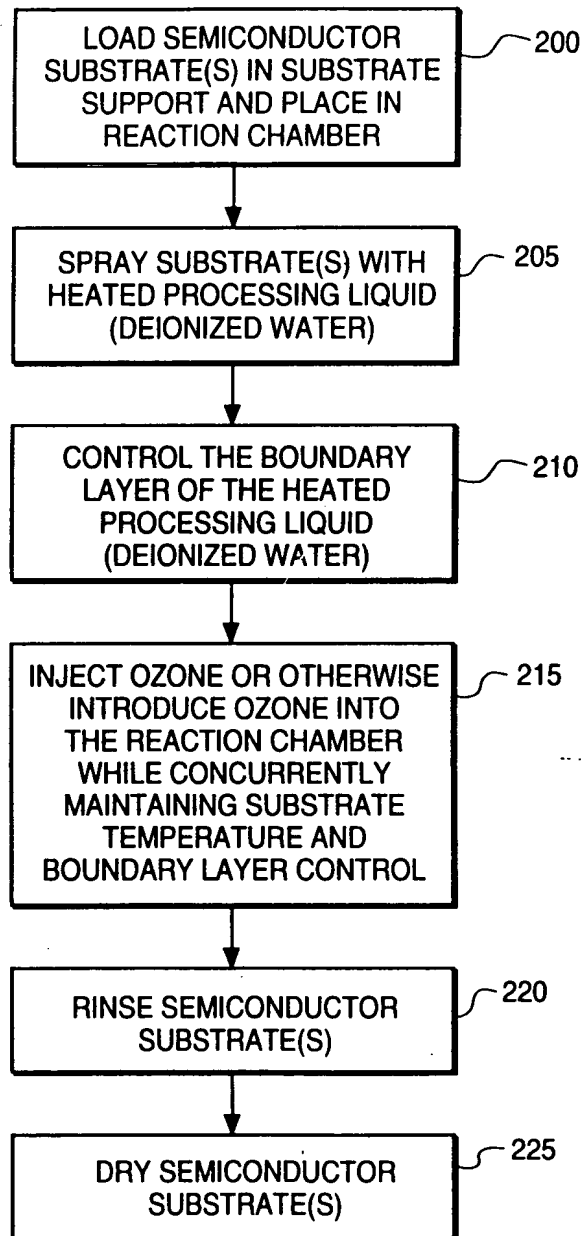 LOAD SEMICONDUCTOR
SUBSTRATE(S) IN SUBSTRATE
SUPPORT AND PLACE IN
REACTION CHAMBER
200
SPRAY SUBSTRATE(S) WITH
HEATED PROCESSING LIQUID
(DEIONIZED WATER)
205
CONTROL THE BOUNDARY
LAYER OF THE HEATED
PROCESSING LIQUID
(DEIONIZED WATER)
210
INJECT OZONE OR OTHERWISE
INTRODUCE OZONE INTO
THE REACTION CHAMBER
WHILE CONCURRENTLY
MAINTAINING SUBSTRATE
TEMPERATURE AND
BOUNDARY LAYER CONTROL
215
RINSE SEMICONDUCTOR
SUBSTRATE(S)
220
DRY SEMICONDUCTOR
SUBSTRATE(S)
225